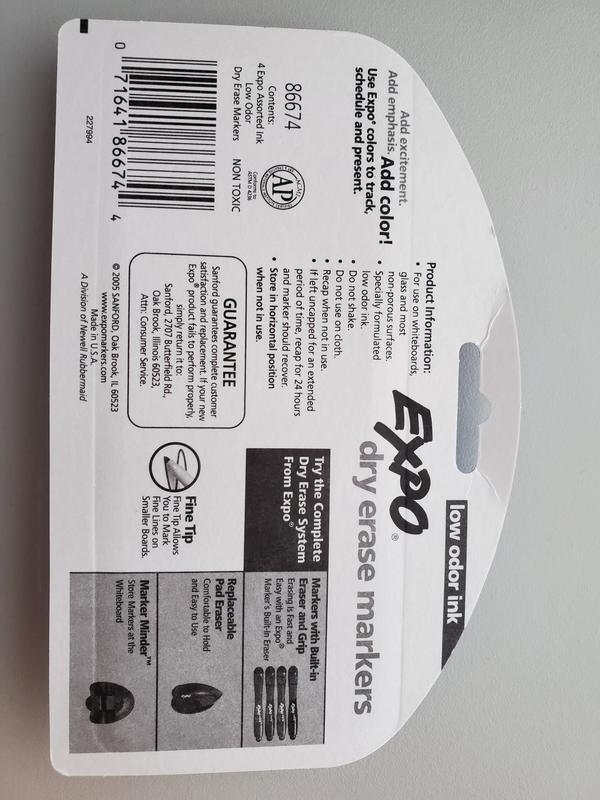 low odor ink
EXPO®
dry erase markers
Add excitement.
Add emphasis. Add color!
Use Expo® colors to track,
schedule and present.
86674
Contents:
4 Expo Assorted Ink
Low Odor
Dry Erase Markers
AP
Conforms to
ASTM D 4236
NON TOXIC
0 71641 86674 4
227994
Product Information:
• For use on whiteboards,
glass and most
non-porous surfaces.
• Specially formulated
low odor ink.
• Do not shake.
• Do not use on cloth.
• Recap when not in use.
• If left uncapped for an extended
period of time, recap for 24 hours
and marker should recover.
• Store in horizontal position
when not in use.
GUARANTEE
Sanford guarantees complete customer
satisfaction and replacement. If your new
Expo® product fails to perform properly,
simply return it to:
Sanford, 2707 Butterfield Rd.,
Oak Brook, Illinois 60523,
Attn: Consumer Service.
© 2005 SANFORD, Oak Brook, IL 60523
www.expomarkers.com
Made in U.S.A.
A Division of Newell Rubbermaid
Try the Complete
Dry Erase System
From Expo®
Fine Tip
Fine Tip Allows
You to Mark
Fine Lines on
Smaller Boards.
Markers with Built-in
Eraser and Grip
Erasing Is Fast and
Easy with an Expo®
Marker's Built-In Eraser
Replaceable
Pad Eraser
Comfortable to Hold
and Easy to Use
Marker Minder™
Store Markers at the
Whiteboard